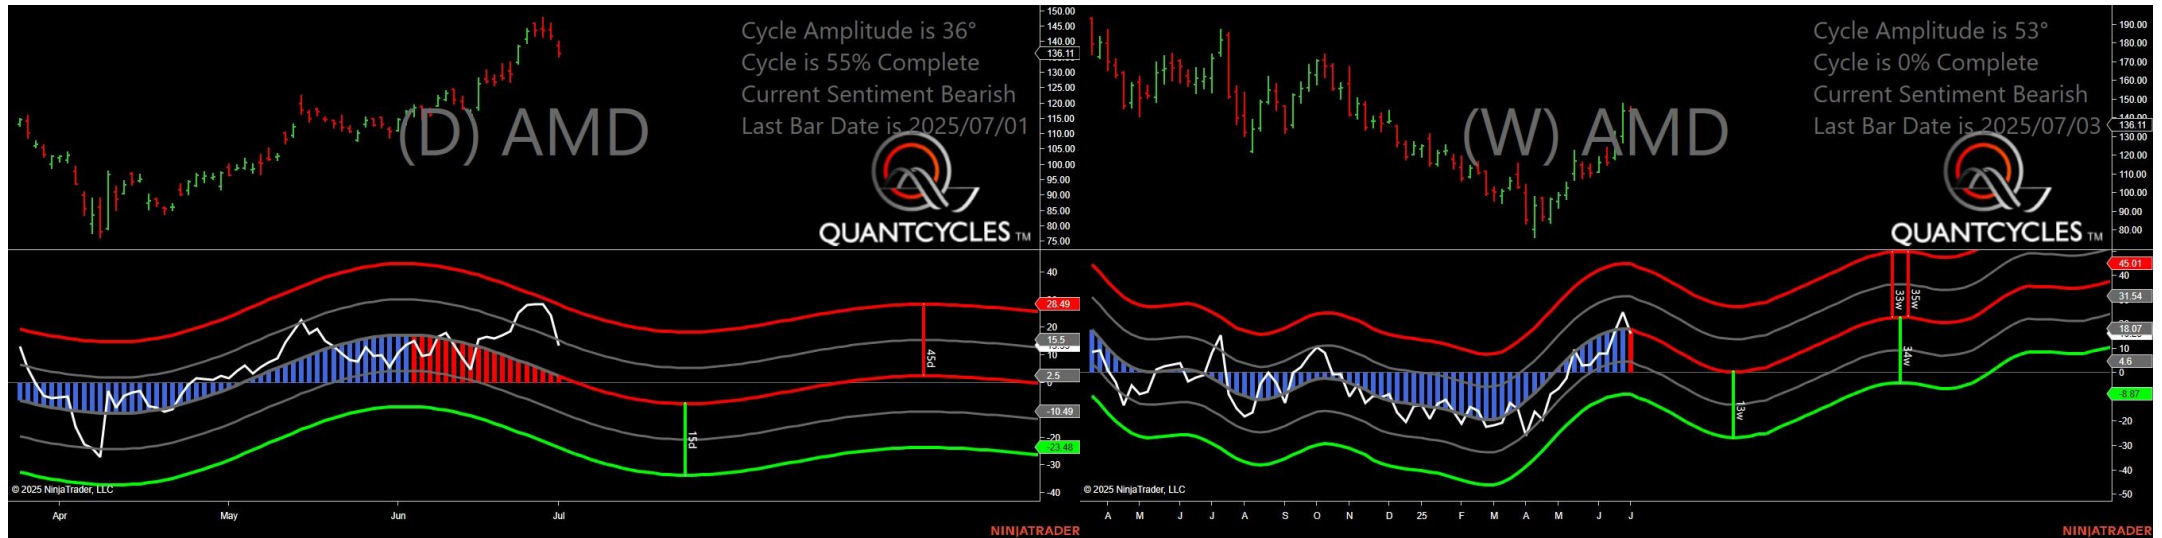 Cycle Amplitude is 36°
Cycle is 55% Complete
Current Sentiment Bearish
Last Bar Date is 2025/07/01
(D) AMD
QUANTCYCLES TM
150.00
145.00
140.00
136.11
130.00
125.00
120.00
115.00
110.00
105.00
100.00
95.00
90.00
85.00
80.00
75.00
40
28.49
20
15.5
10
2.5
0
-10.49
-20
-23.48
-30
-40
45d
15d
© 2025 NinjaTrader, LLC
Apr May Jun Jul
NINJATRADER
Cycle Amplitude is 53°
Cycle is 0% Complete
Current Sentiment Bearish
Last Bar Date is 2025/07/03
(W) AMD
QUANTCYCLES TM
190.00
180.00
170.00
160.00
150.00
140.00
136.11
130.00
120.00
110.00
100.00
90.00
80.00
45.01
40
31.54
18.07
10
4.6
0
-8.87
-20
-30
-40
-50
33w
35w
34w
13w
© 2025 NinjaTrader, LLC
A M J J A S O N D 25 F M A M J J
NINJATRADER